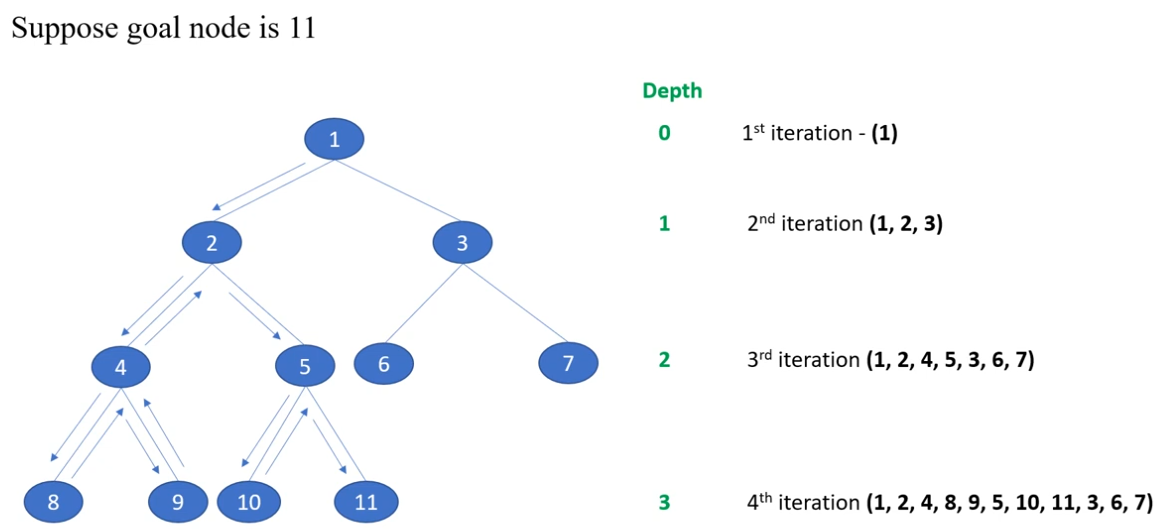 Suppose goal node is 11
Depth
1
0 1st iteration - (1)
2 3
1 2nd iteration (1, 2, 3)
4 5 6 7
2 3rd iteration (1, 2, 4, 5, 3, 6, 7)
8 9 10 11
3 4th iteration (1, 2, 4, 8, 9, 5, 10, 11, 3, 6, 7)